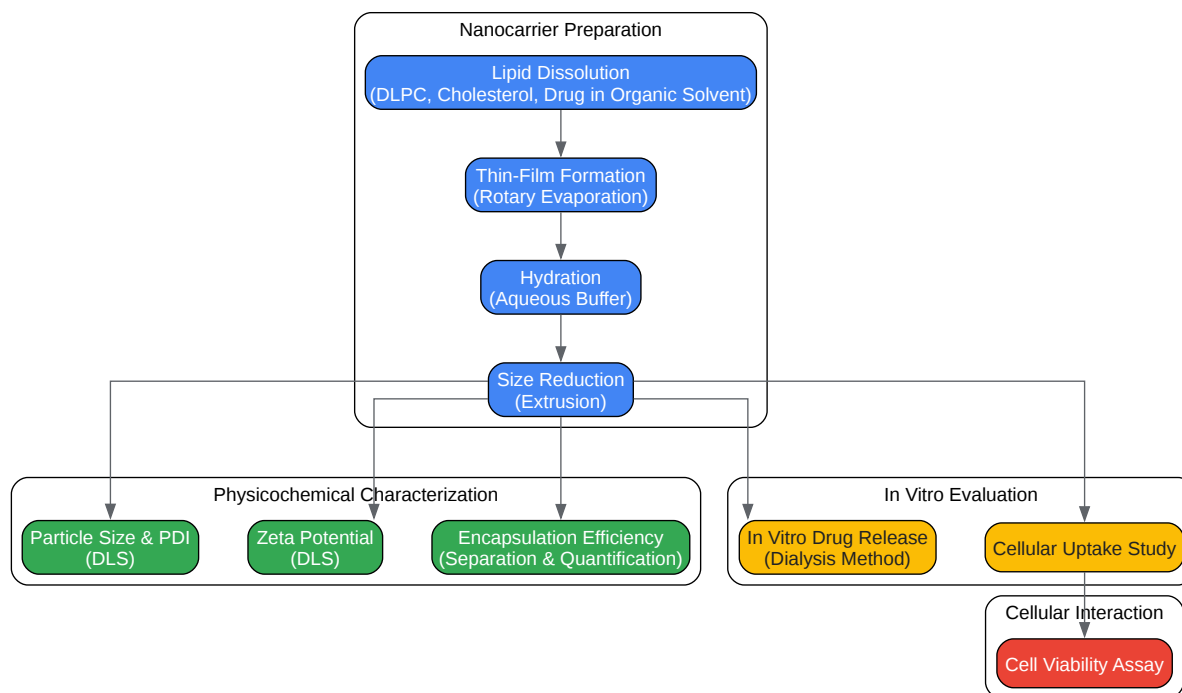 Nanocarrier Preparation
Lipid Dissolution
(DLPC, Cholesterol, Drug in Organic Solvent)
Thin-Film Formation
(Rotary Evaporation)
Hydration
(Aqueous Buffer)
Size Reduction
(Extrusion)
Physicochemical Characterization
Particle Size & PDI
(DLS)
Zeta Potential
(DLS)
Encapsulation Efficiency
(Separation & Quantification)
In Vitro Evaluation
In Vitro Drug Release
(Dialysis Method)
Cellular Uptake Study
Cellular Interaction
Cell Viability Assay